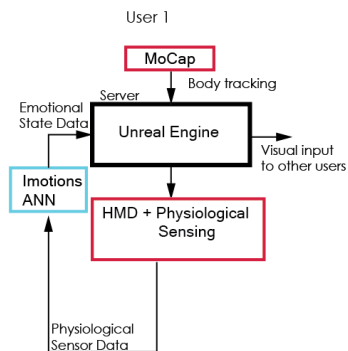 User 1
MoCap
Body tracking
Server
Emotional
State Data
Unreal Engine
Visual input
to other users
Imotions
ANN
HMD + Physiological
Sensing
Physiological
Sensor Data